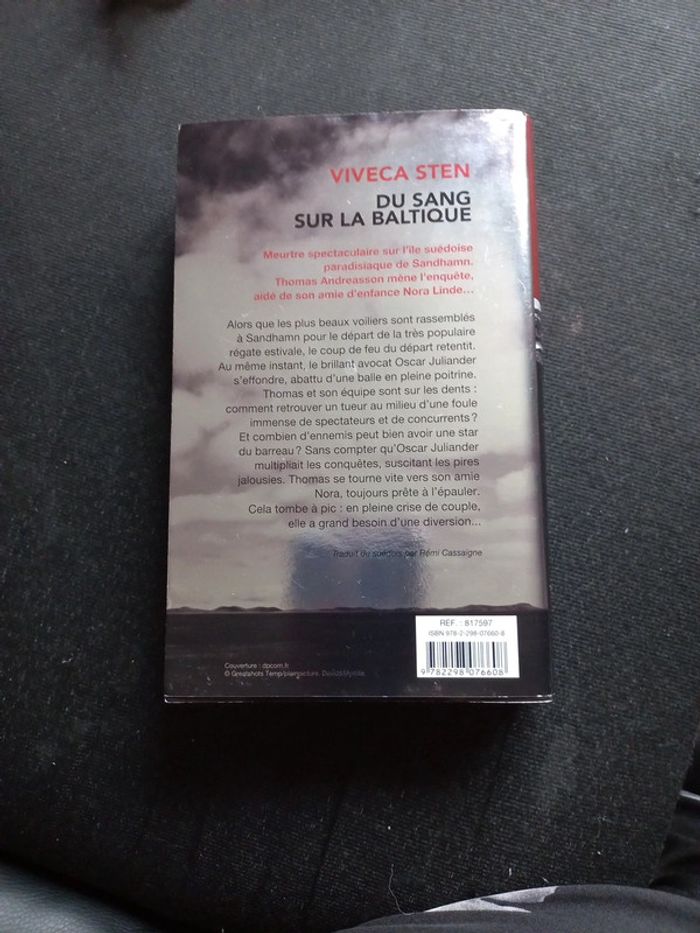 VIVECA STEN
DU SANG
SUR LA BALTIQUE
Meurtre spectaculaire sur l'île suédoise
paradisiaque de Sandhamn.
Thomas Andreasson mène l'enquête,
aidé de son amie d'enfance Nora Linde...
Alors que les plus beaux voiliers sont rassemblés
à Sandhamn pour le départ de la très populaire
régate estivale, le coup de feu du départ retentit.
Au même instant, le brillant avocat Oscar Juliander
s'effondre, abattu d'une balle en pleine poitrine.
Thomas et son équipe sont sur les dents :
comment retrouver un tueur au milieu d'une foule
immense de spectateurs et de concurrents ?
Et combien d'ennemis peut bien avoir une star
du barreau ? Sans compter qu'Oscar Juliander
multipliait les conquêtes, suscitant les pires
jalousies. Thomas se tourne vite vers son amie
Nora, toujours prête à l'épauler.
Cela tombe à pic : en pleine crise de couple,
elle a grand besoin d'une diversion...
Traduit du suédois par Rémi Cassaigne
RÉF. : 817597
ISBN 978-2-298-07660-8
9 782298 076608
Couverture : dpcom.fr
© Greatshots Temp/plainpicture,